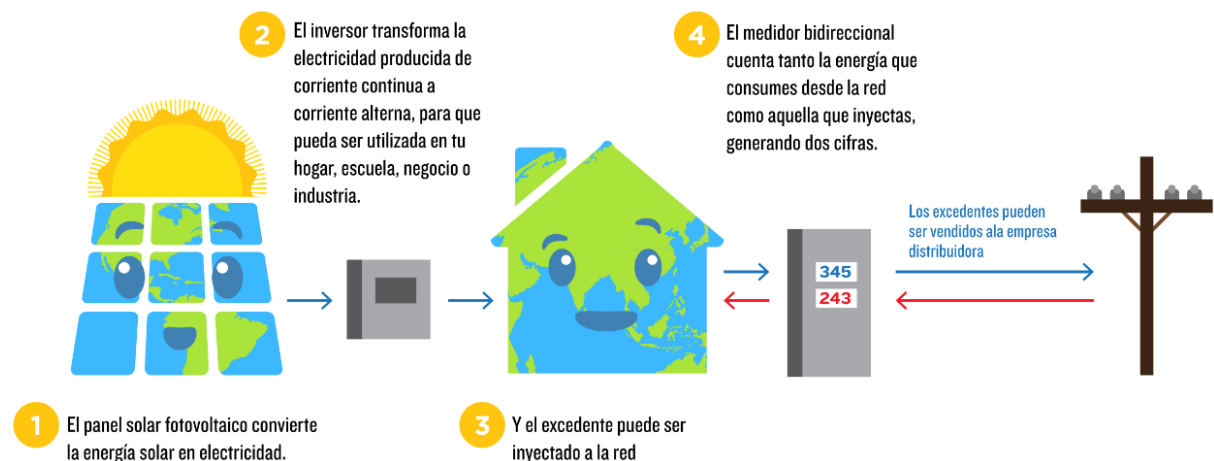 2
El inversor transforma la
electricidad producida de
corriente continua a
corriente alterna, para que
pueda ser utilizada en tu
hogar, escuela, negocio o
industria.
4
El medidor bidireccional
cuenta tanto la energía que
consumes desde la red
como aquella que inyectas,
generando dos cifras.
Los excedentes pueden
ser vendidos ala empresa
distribuidora
345
243
1
El panel solar fotovoltaico convierte
la energía solar en electricidad.
3
Y el excedente puede ser
inyectado a la red